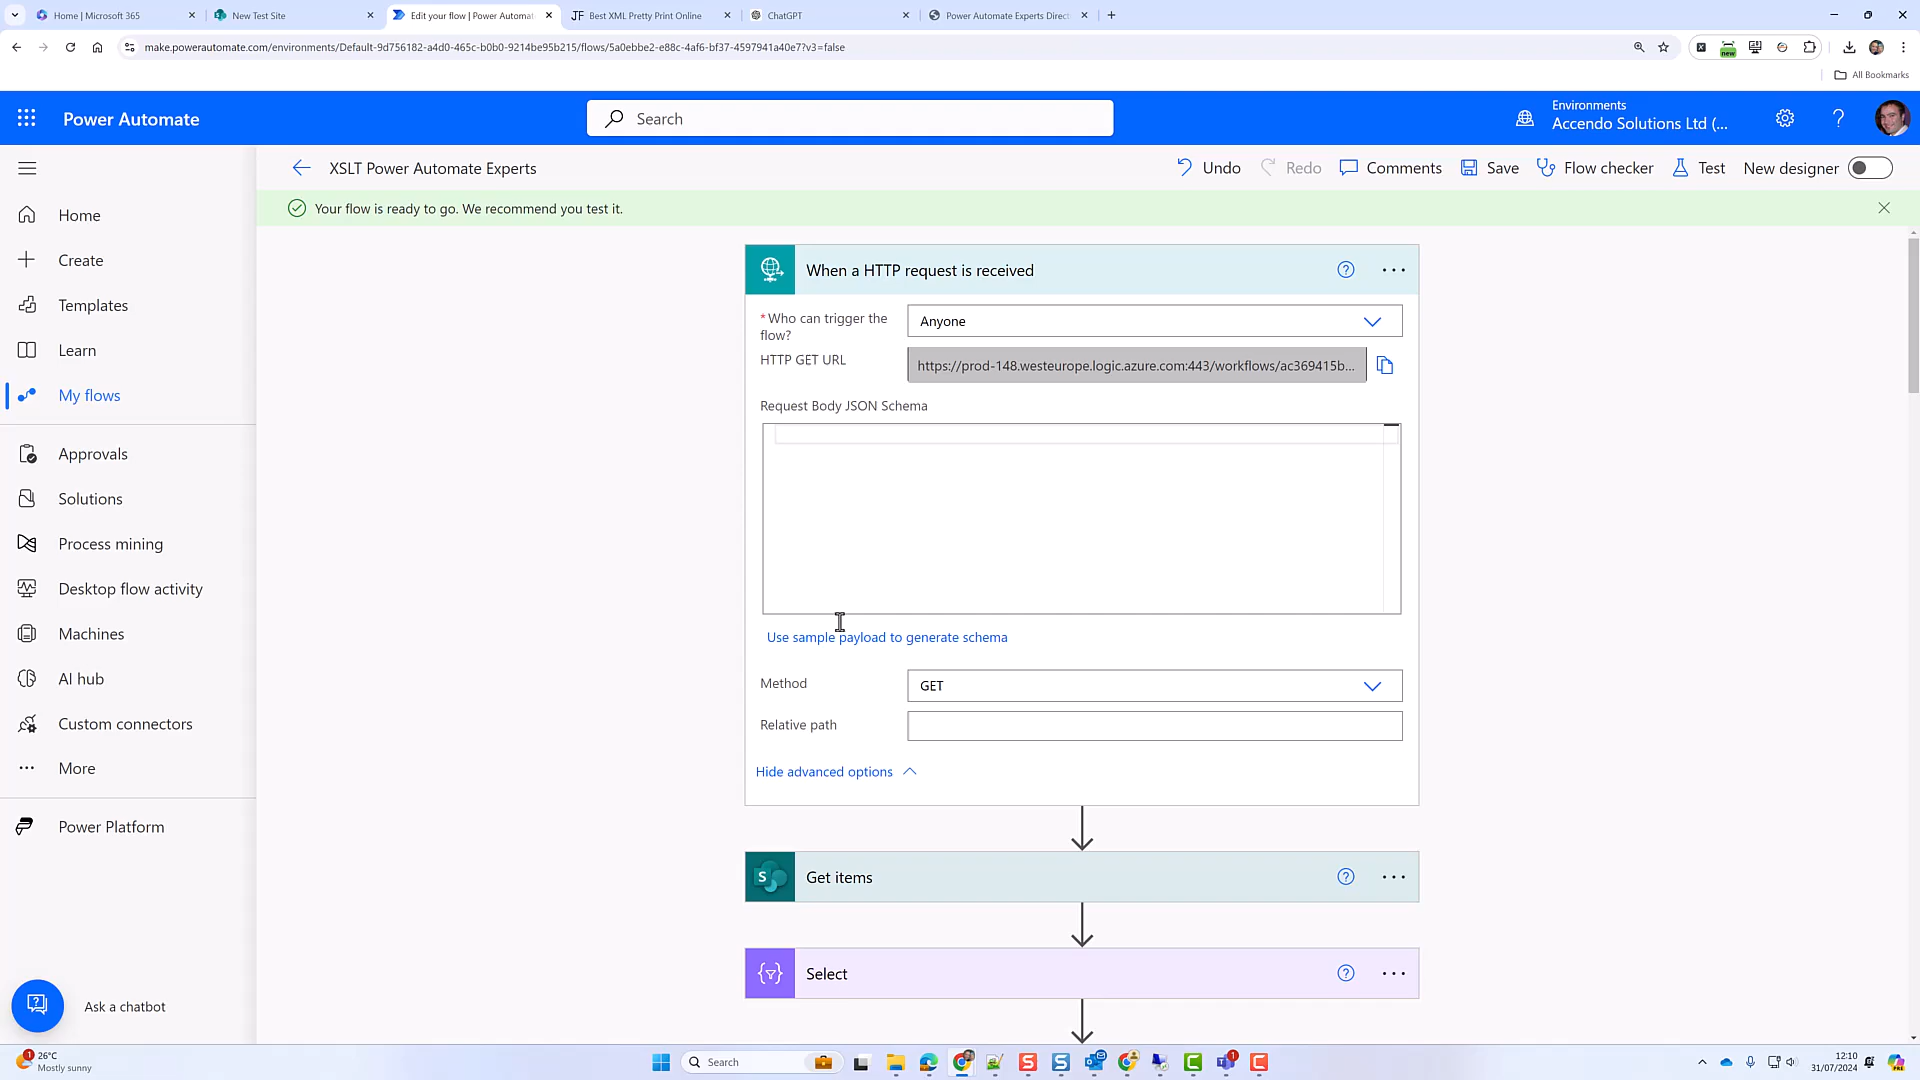 Home | Microsoft 365
New Test Site
Edit your flow | Power Automat
JF Best XML Pretty Print Online
ChatGPT
Power Automate Experts Direct
make.powerautomate.com/environments/Default-9d756182-a4d0-465c-b0b0-9214be95b215/flows/5a0ebbe2-e88c-4af6-bf37-4597941a40e7?v3=false
new
All Bookmarks
Power Automate
Search
Environments
Accendo Solutions Ltd (...
XSLT Power Automate Experts
Undo
Redo
Comments
Save
Flow checker
Test
New designer
Your flow is ready to go. We recommend you test it.
Home
Create
Templates
Learn
My flows
Approvals
Solutions
Process mining
Desktop flow activity
Machines
AI hub
Custom connectors
More
Power Platform
Ask a chatbot
When a HTTP request is received
* Who can trigger the
flow?
Anyone
HTTP GET URL
https://prod-148.westeurope.logic.azure.com:443/workflows/ac369415b...
Request Body JSON Schema
Use sample payload to generate schema
Method
GET
Relative path
Hide advanced options
Get items
Select
1
26°C
Mostly sunny
Search
1
12:10
31/07/2024